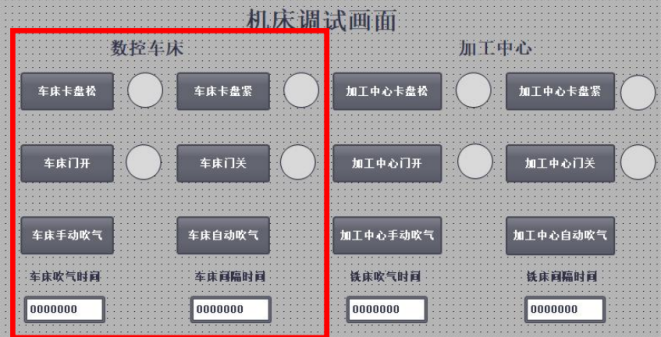 机床调试画面
数控车床 加工中心
车床卡盘松 车床卡盘紧 加工中心卡盘松 加工中心卡盘紧
车床门开 车床门关 加工中心门开 加工中心门关
车床手动吹气 车床自动吹气 加工中心手动吹气 加工中心自动吹气
车床吹气时间 车床间隔时间 铣床吹气时间 铣床间隔时间
0000000 0000000 0000000 0000000